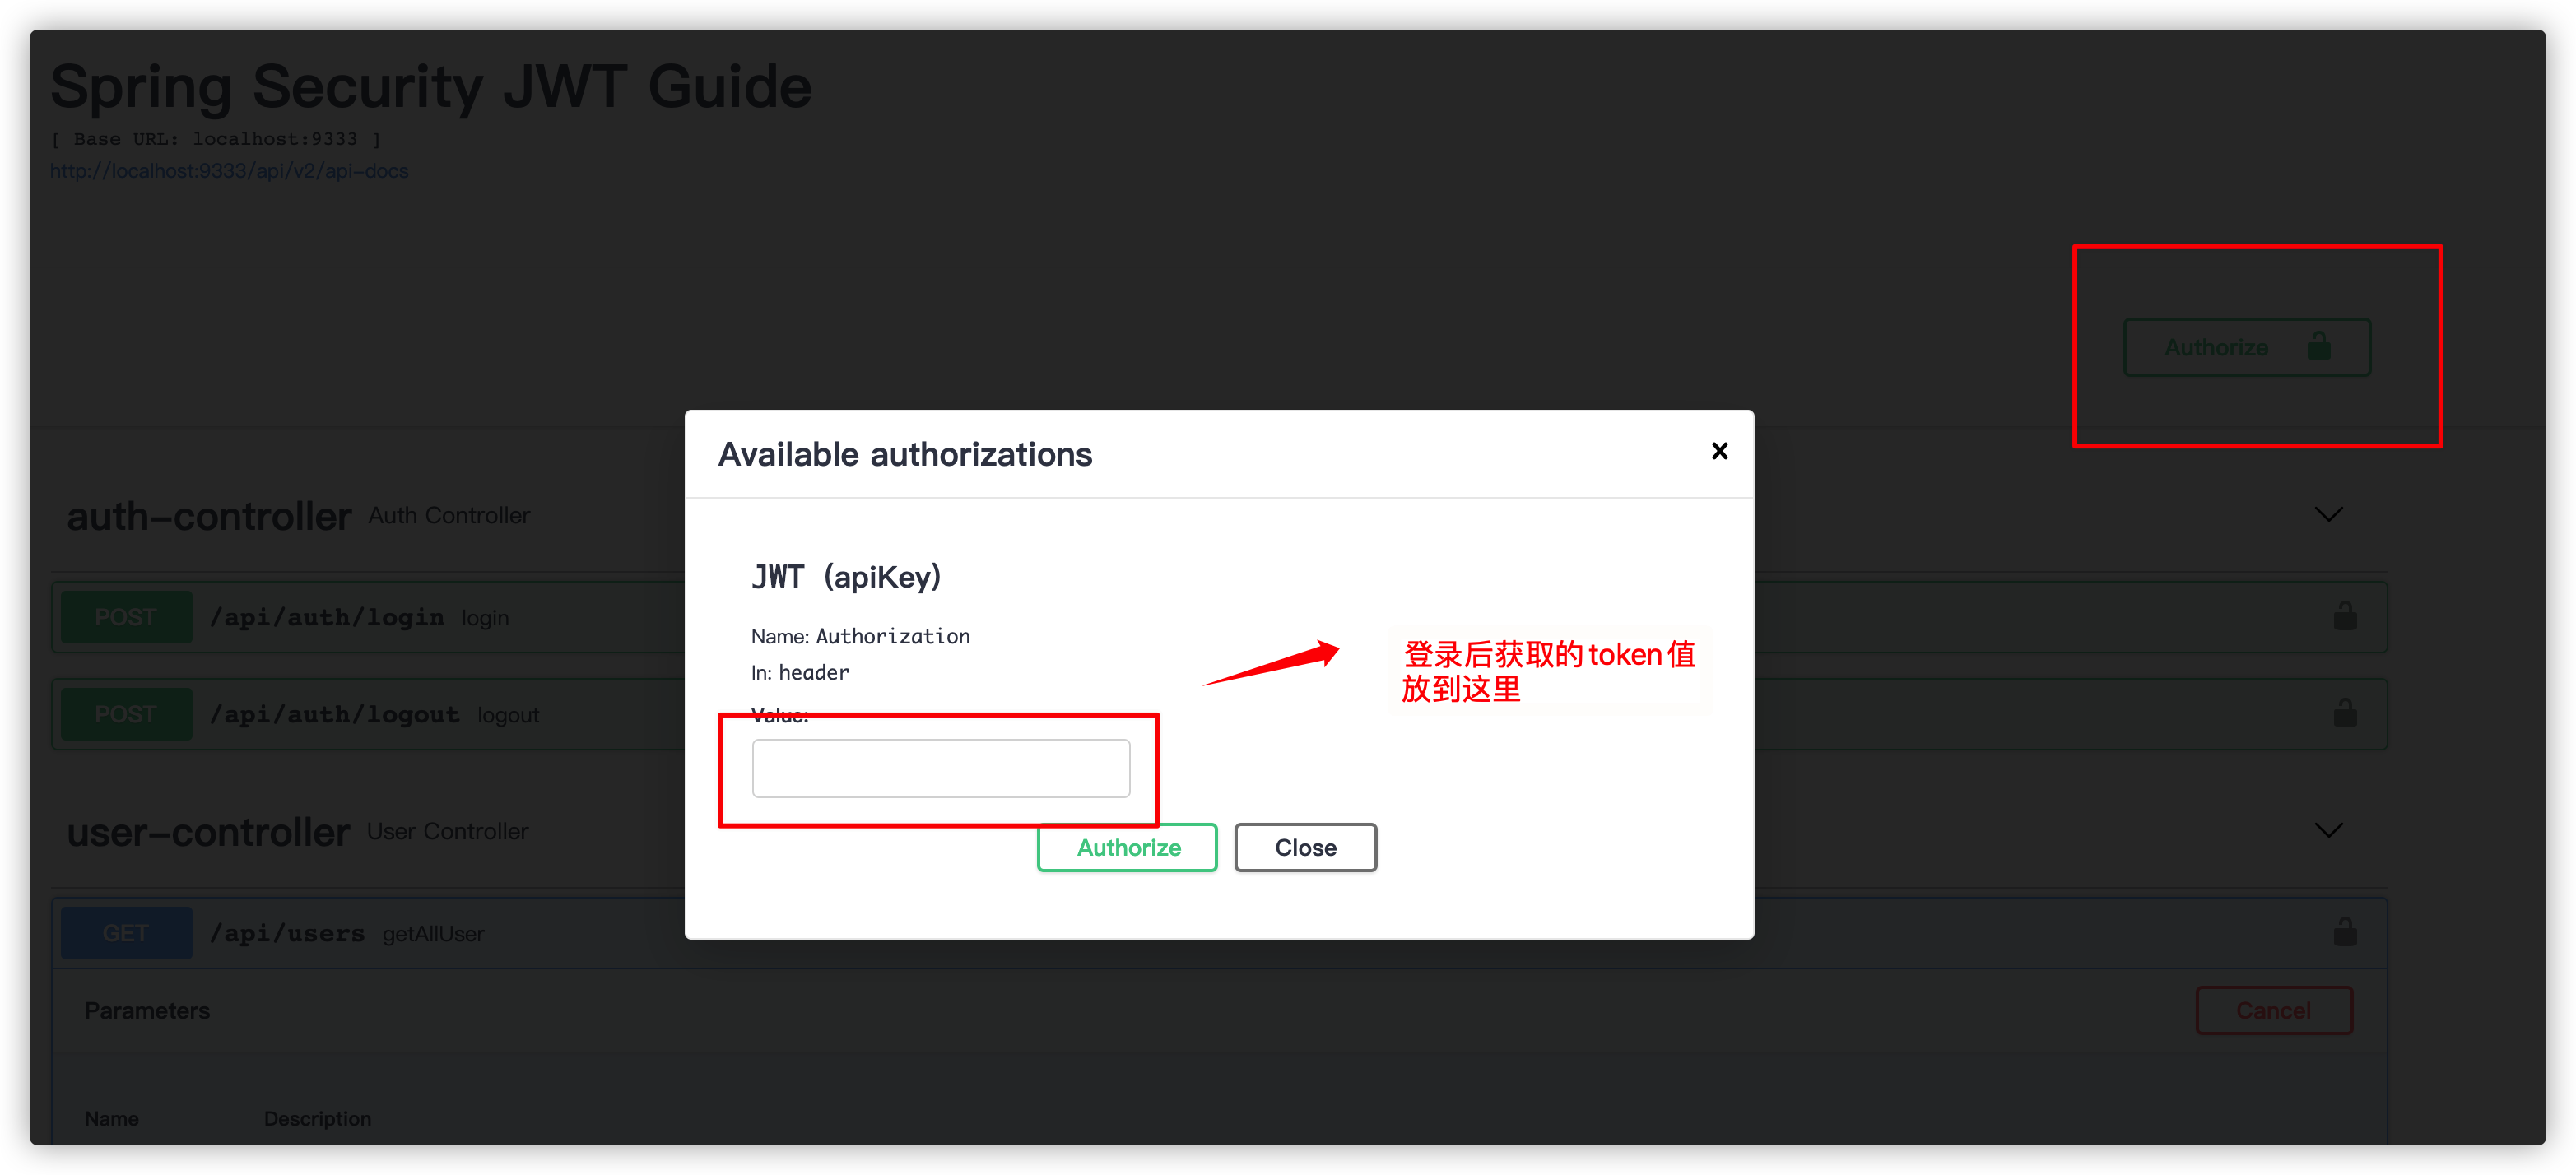 Spring Security JWT Guide
[ Base URL: localhost:9333 ]
http://localhost:9333/api/v2/api-docs
Authorize
Available authorizations
x
auth-controller Auth Controller
JWT (apiKey)
POST /api/auth/login login
Name: Authorization
登录后获取的token值
放到这里
In: header
POST /api/auth/logout logout
Value:
user-controller User Controller
Authorize
Close
GET /api/users getAllUser
Parameters
Cancel
Name Description